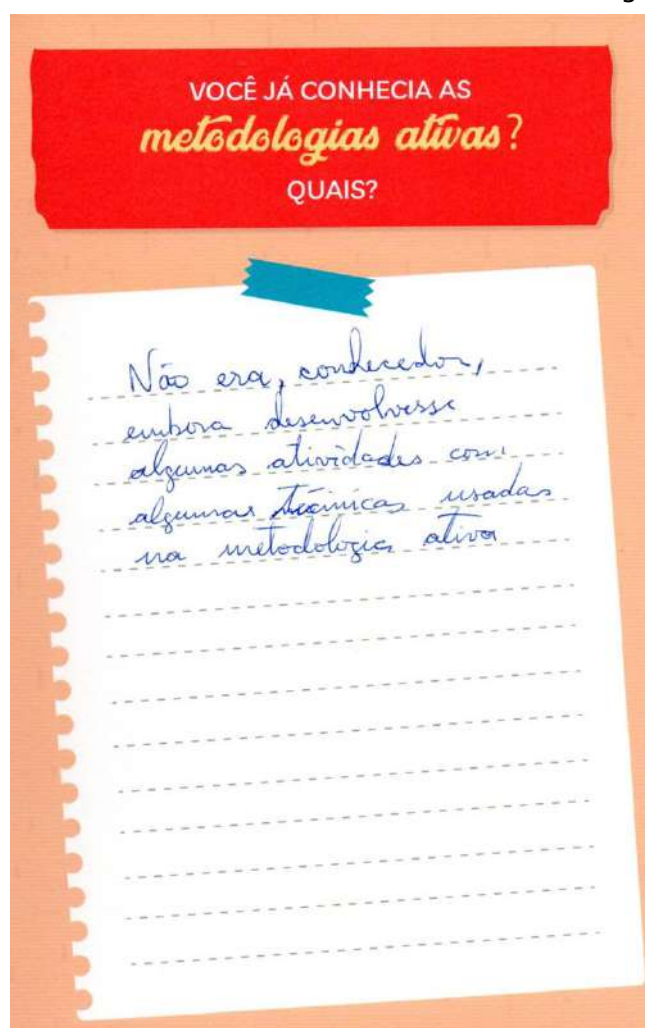 VOCÊ JÁ CONHECIA AS
metodologias ativas?
QUAIS?
Não era, conhecedor,
embora desenvolvesse
algumas atividades com
algumas técnicas usadas
na metodologia ativa